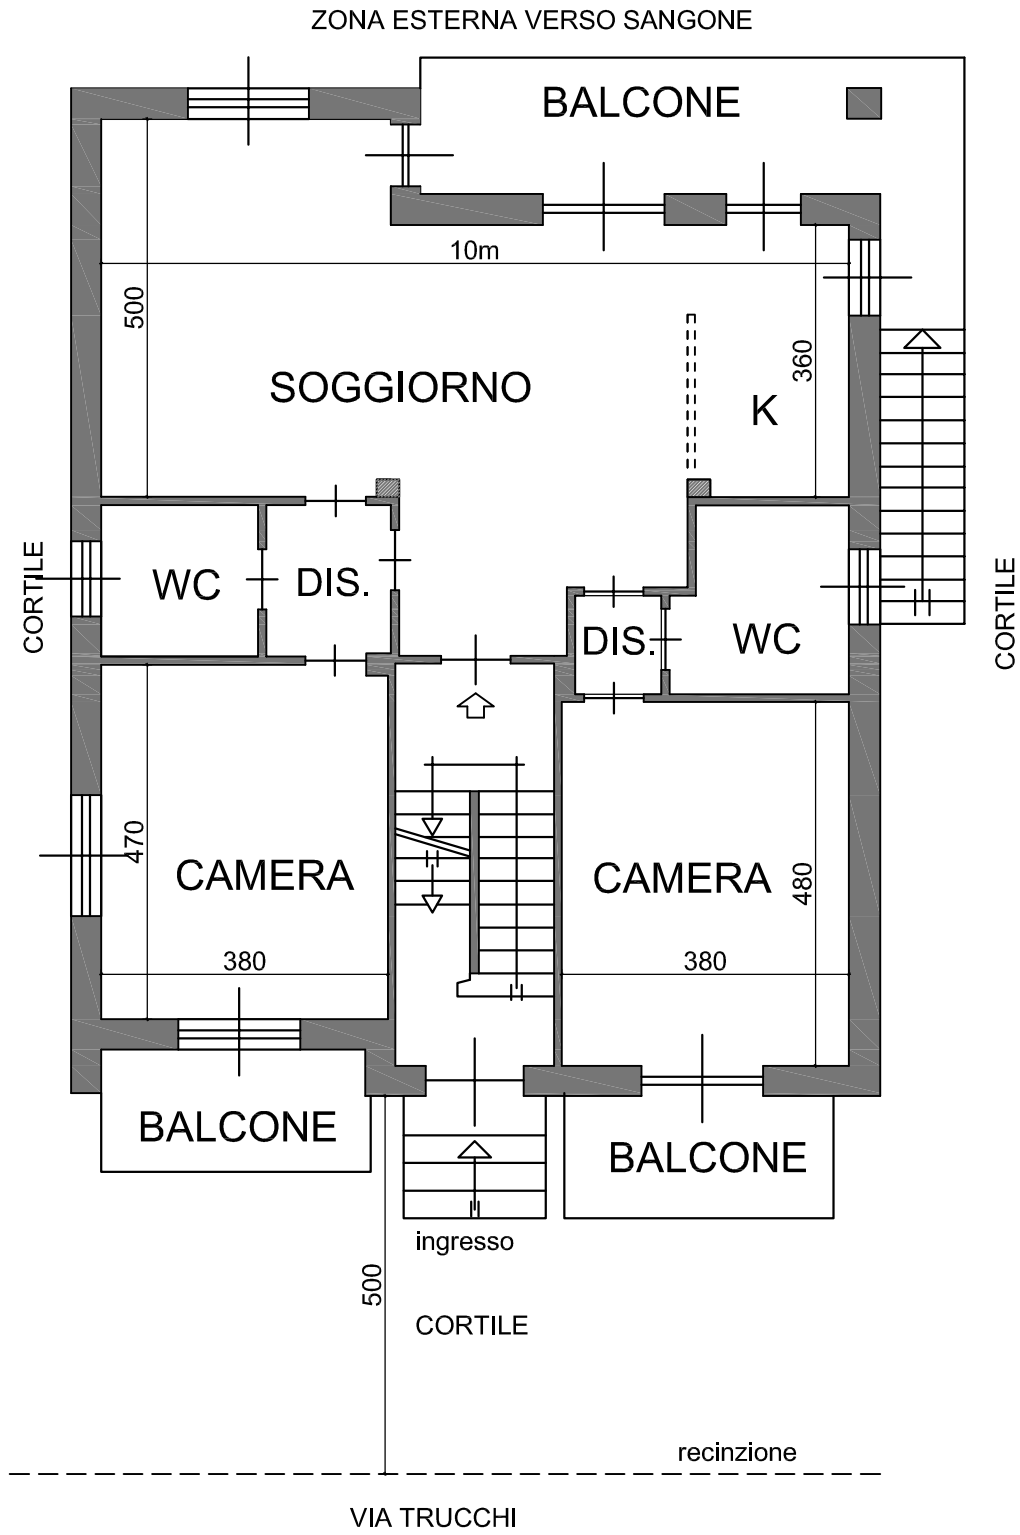 ZONA ESTERNA VERSO SANGONE
BALCONE
10m
500
360
SOGGIORNO
K
CORTILE
WC
DIS.
DIS.
WC
CORTILE
470
CAMERA
CAMERA
480
380
380
BALCONE
BALCONE
ingresso
500
CORTILE
recinzione
VIA TRUCCHI